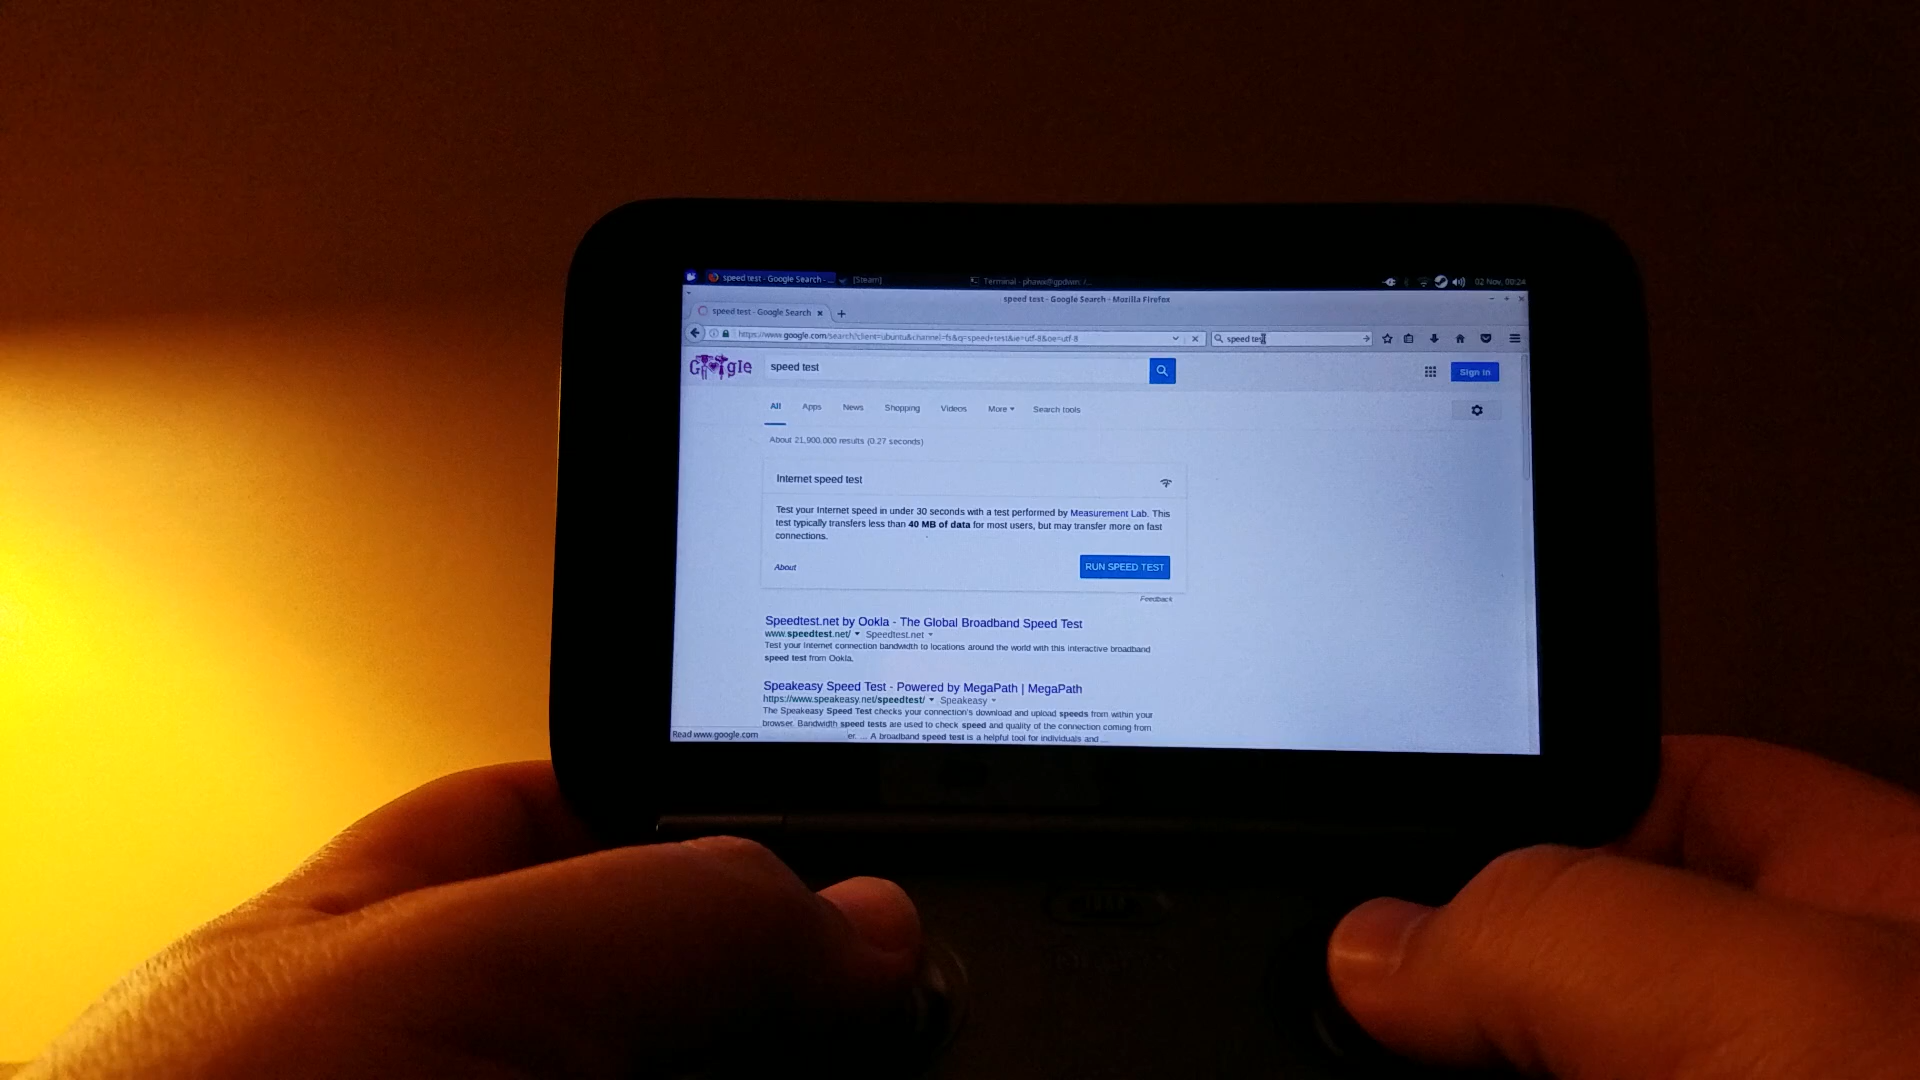 speed test - Google Search - ...
[Steam]
Terminal - phawx@gpdwin: /...
02 Nov, 00:24
speed test - Google Search - Mozilla Firefox
speed test - Google Search
https://www.google.com/search?client=ubuntu&channel=fs&q=speed+test&ie=utf-8&oe=utf-8
speed test
Google
speed test
Sign in
All Apps News Shopping Videos More Search tools
About 21,900,000 results (0.27 seconds)
Internet speed test
Test your Internet speed in under 30 seconds with a test performed by Measurement Lab. This
test typically transfers less than 40 MB of data for most users, but may transfer more on fast
connections.
About
RUN SPEED TEST
Feedback
Speedtest.net by Ookla - The Global Broadband Speed Test
www.speedtest.net/ Speedtest.net
Test your Internet connection bandwidth to locations around the world with this interactive broadband
speed test from Ookla.
Speakeasy Speed Test - Powered by MegaPath | MegaPath
https://www.speakeasy.net/speedtest/ Speakeasy
The Speakeasy Speed Test checks your connection's download and upload speeds from within your
browser. Bandwidth speed tests are used to check speed and quality of the connection coming from
er. ... A broadband speed test is a helpful tool for individuals and ...
Read www.google.com